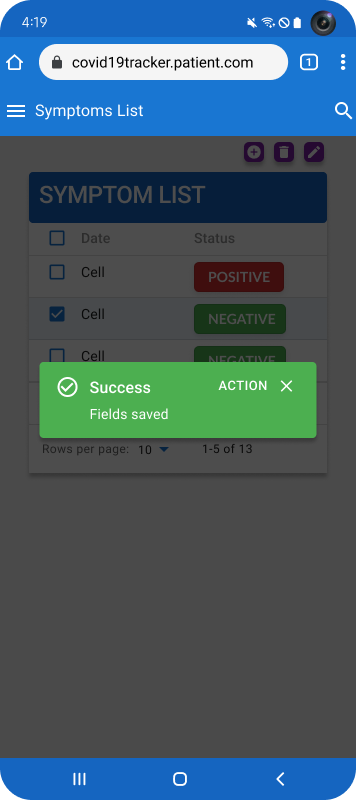 4:19
covid19tracker.patient.com
1
Symptoms List
SYMPTOM LIST
Date Status
Cell POSITIVE
Cell NEGATIVE
Cell NEGATIVE
Success ACTION
Fields saved
Rows per page: 10 1-5 of 13